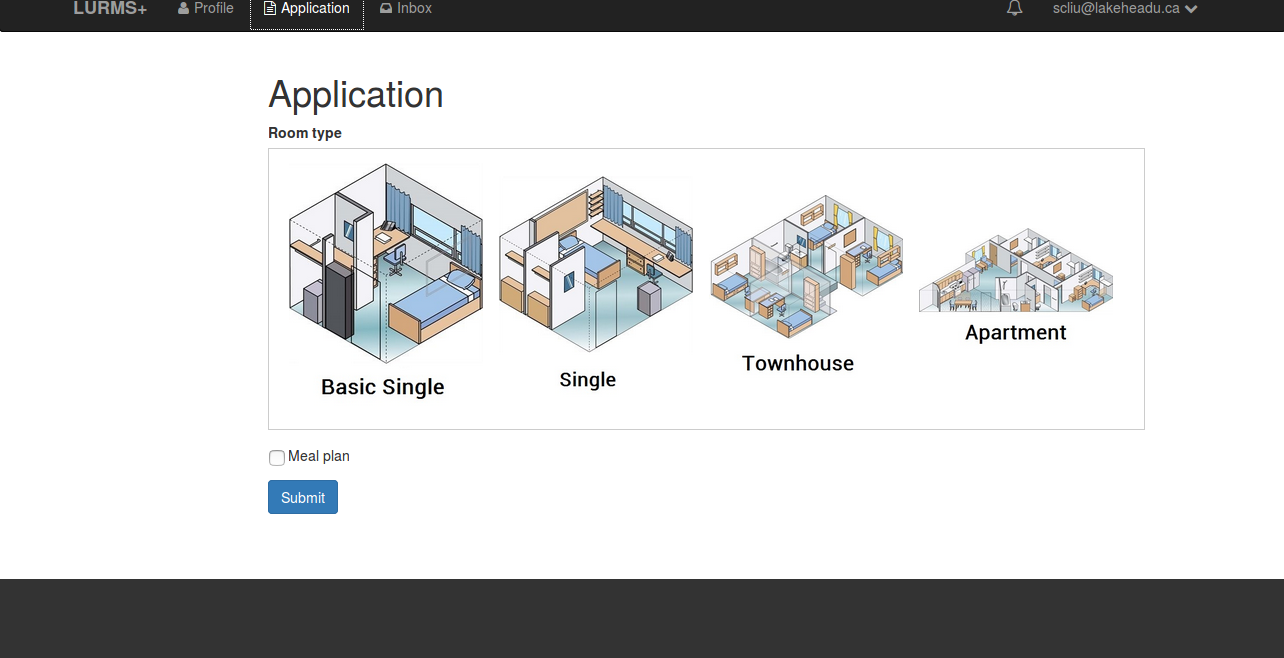 LURMS+ Profile Application Inbox scliu@lakeheadu.ca
Application
Room type
Basic Single
Single
Townhouse
Apartment
Meal plan
Submit